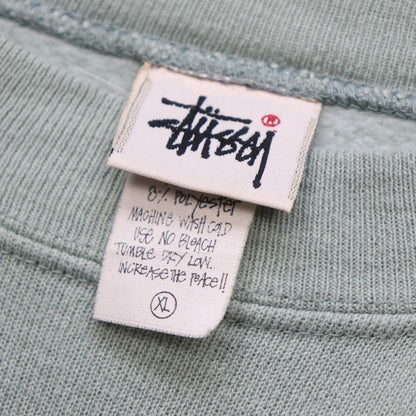 Stüssy
®
8% POLYESTER
MACHINE WASH COLD
USE NO BLEACH
TUMBLE DRY LOW..
INCREASE THE PEACE!!
XL